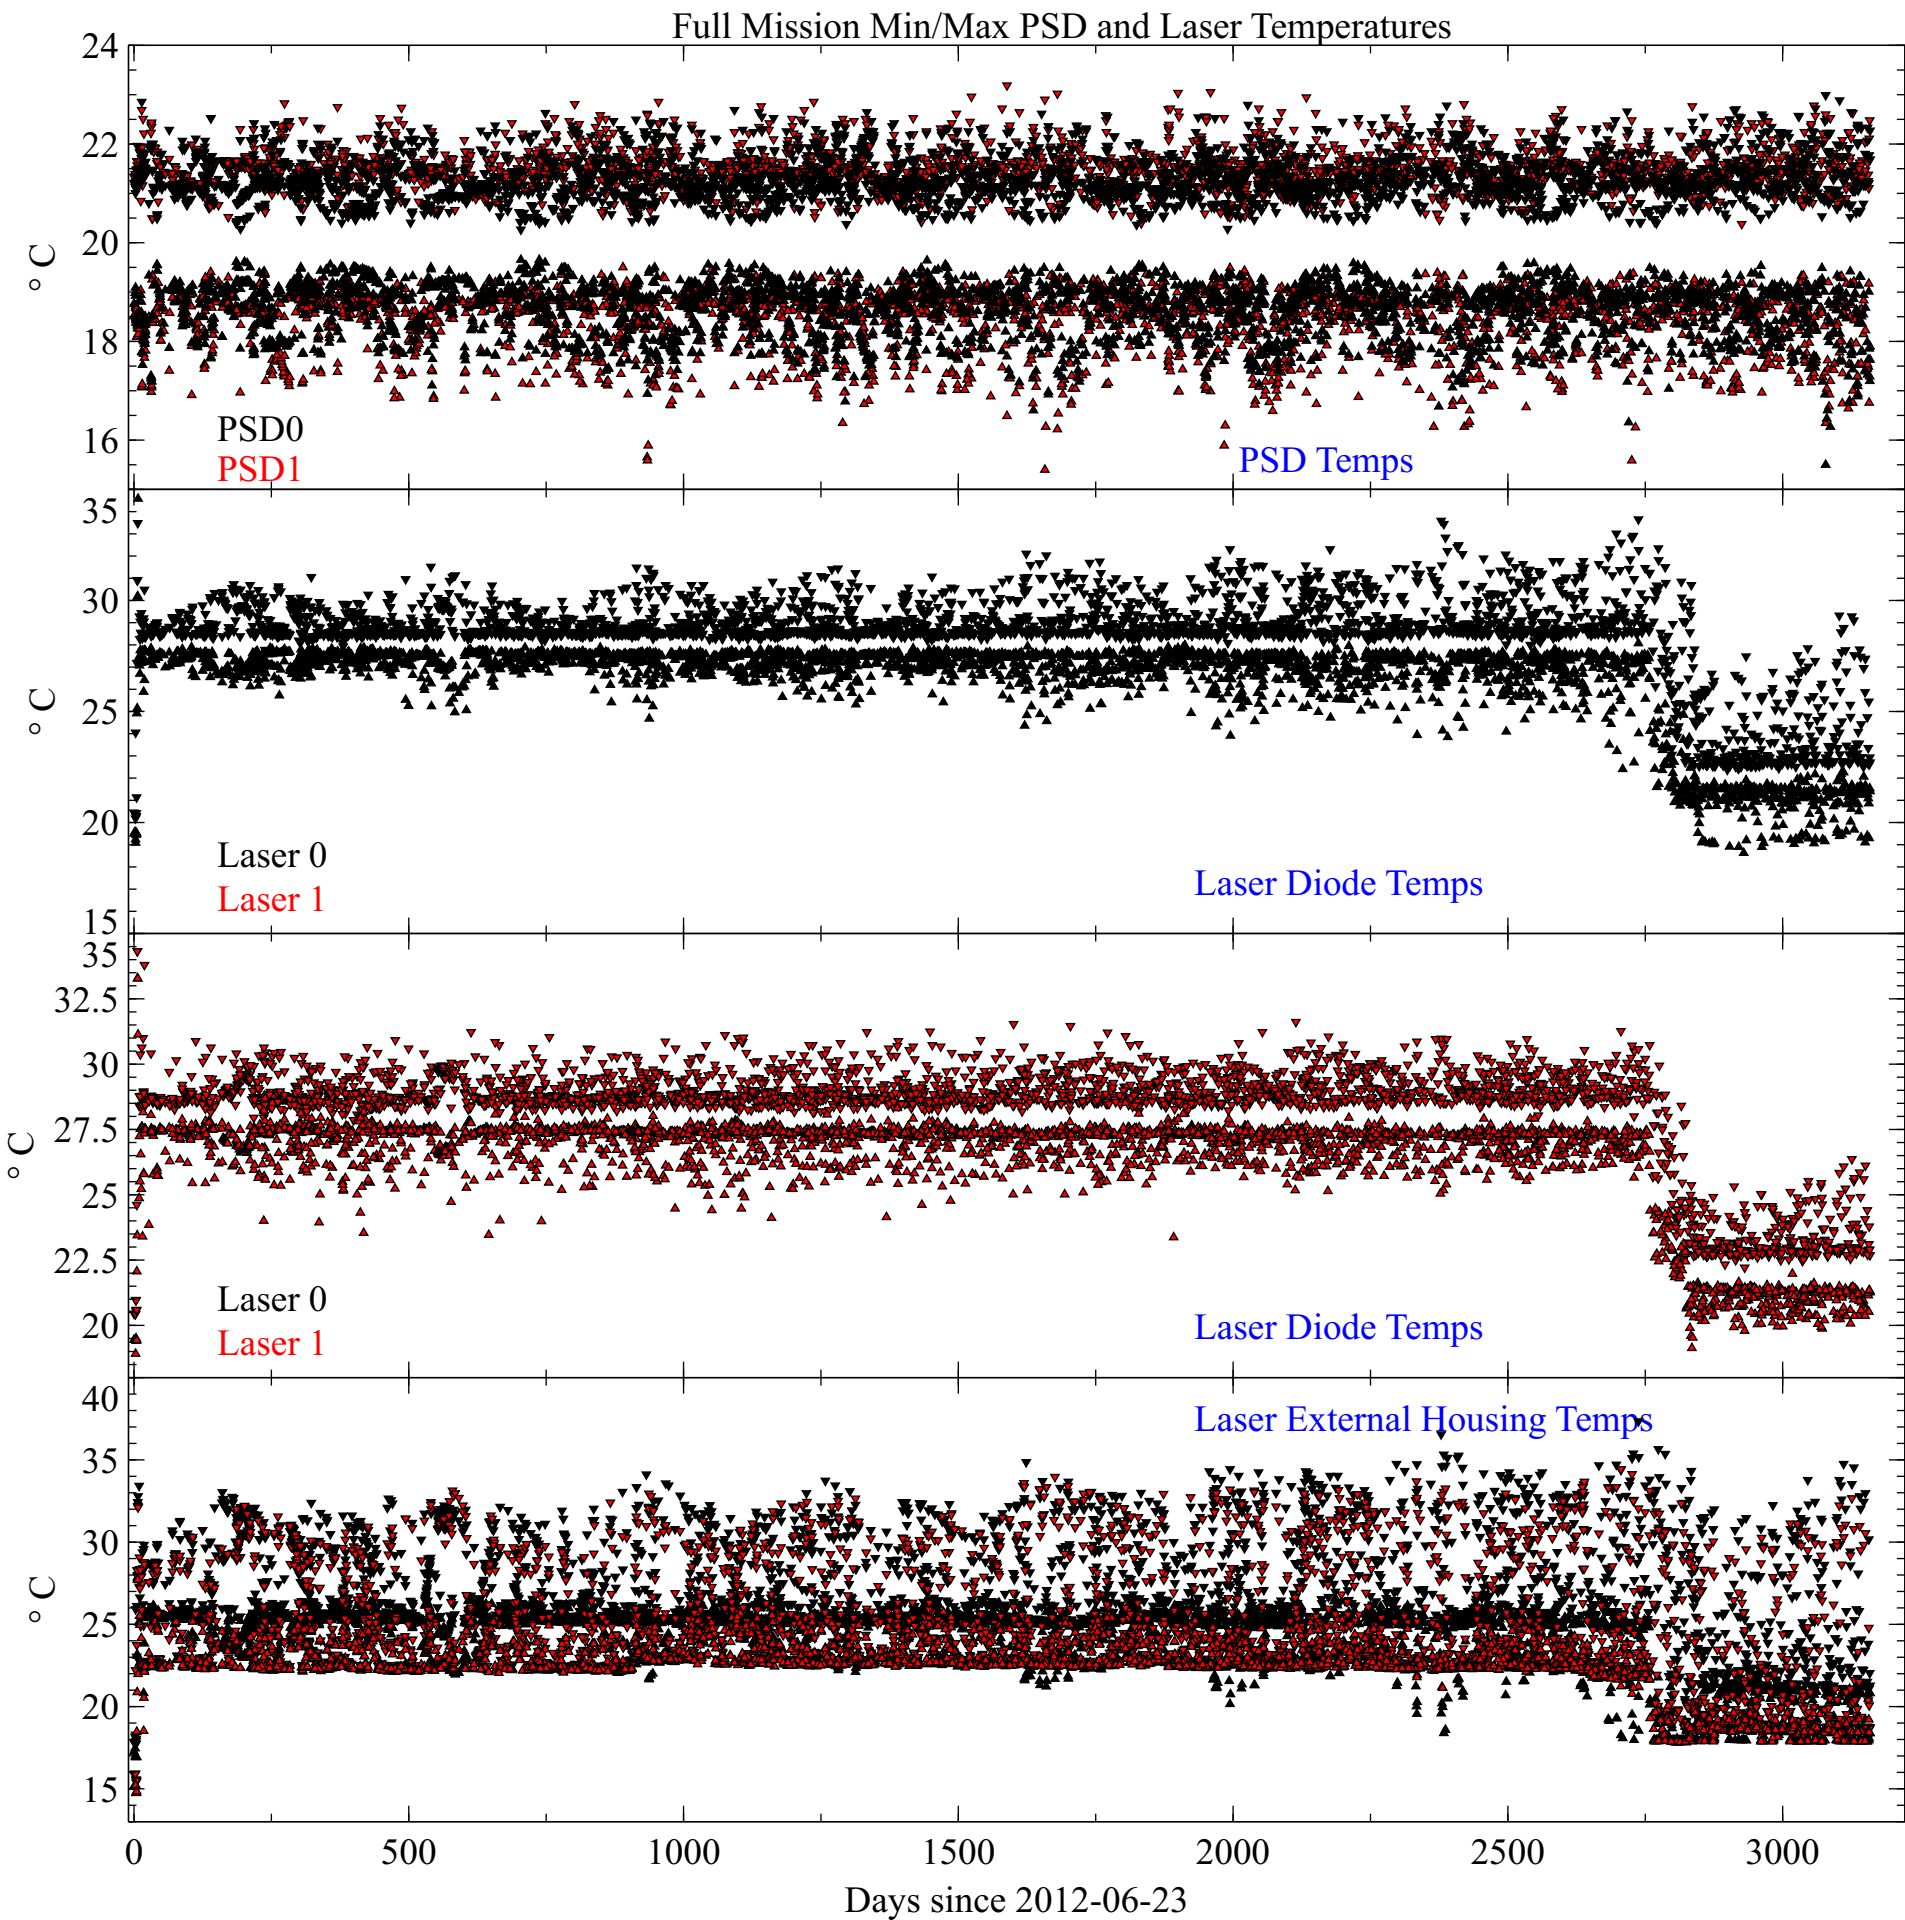 Full Mission Min/Max PSD and Laser Temperatures
24
22
20
18
16
° C
PSD0
PSD1
PSD Temps
35
30
25
20
15
° C
Laser 0
Laser 1
Laser Diode Temps
35
32.5
30
27.5
25
22.5
20
° C
Laser 0
Laser 1
Laser Diode Temps
40
35
30
25
20
15
° C
Laser External Housing Temps
0 500 1000 1500 2000 2500 3000
Days since 2012-06-23